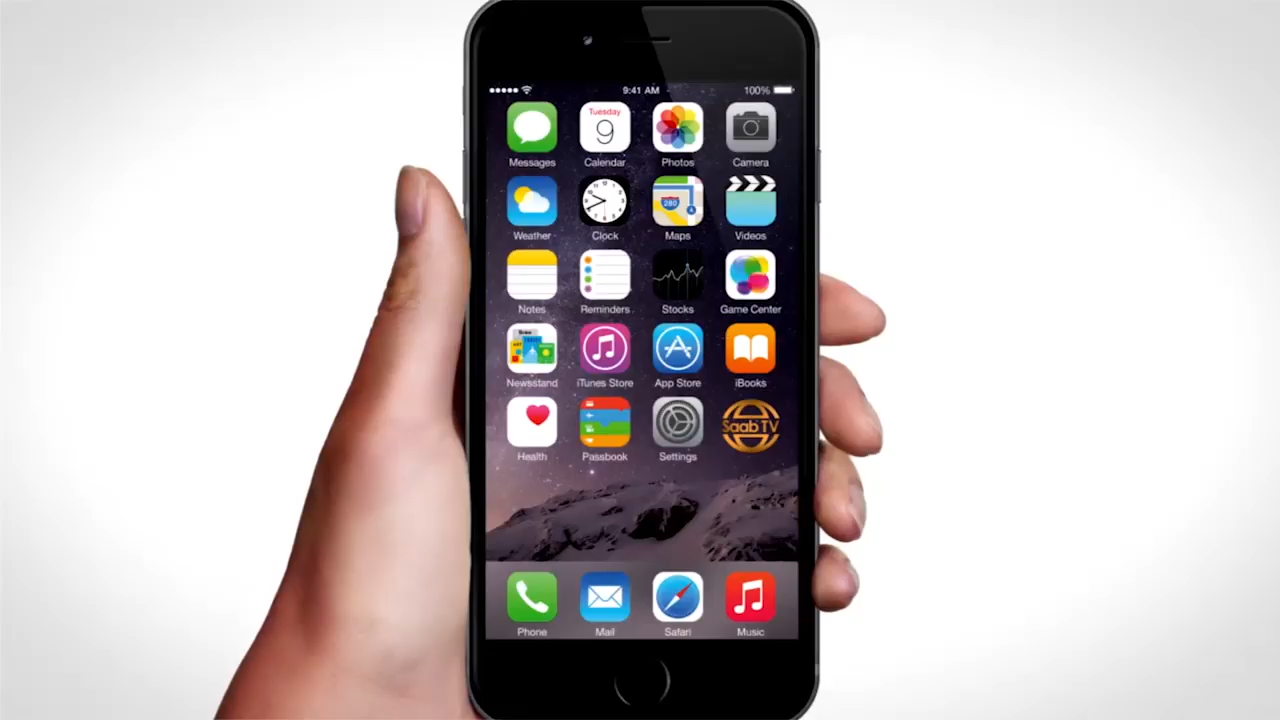 9:41 AM
100%
Tuesday
9
Messages
Calendar
Photos
Camera
280
Weather
Clock
Maps
Videos
Notes
Reminders
Stocks
Game Center
Newsstand
iTunes Store
App Store
iBooks
Saab TV
Health
Passbook
Settings
Phone
Mail
Safari
Music